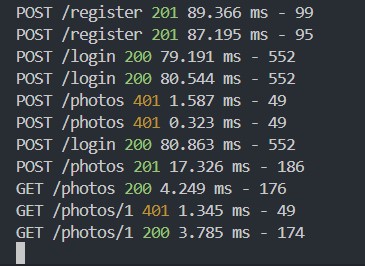 POST /register 201 89.366 ms - 99
POST /register 201 87.195 ms - 95
POST /login 200 79.191 ms - 552
POST /login 200 80.544 ms - 552
POST /photos 401 1.587 ms - 49
POST /photos 401 0.323 ms - 49
POST /login 200 80.863 ms - 552
POST /photos 201 17.326 ms - 186
GET /photos 200 4.249 ms - 176
GET /photos/1 401 1.345 ms - 49
GET /photos/1 200 3.785 ms - 174